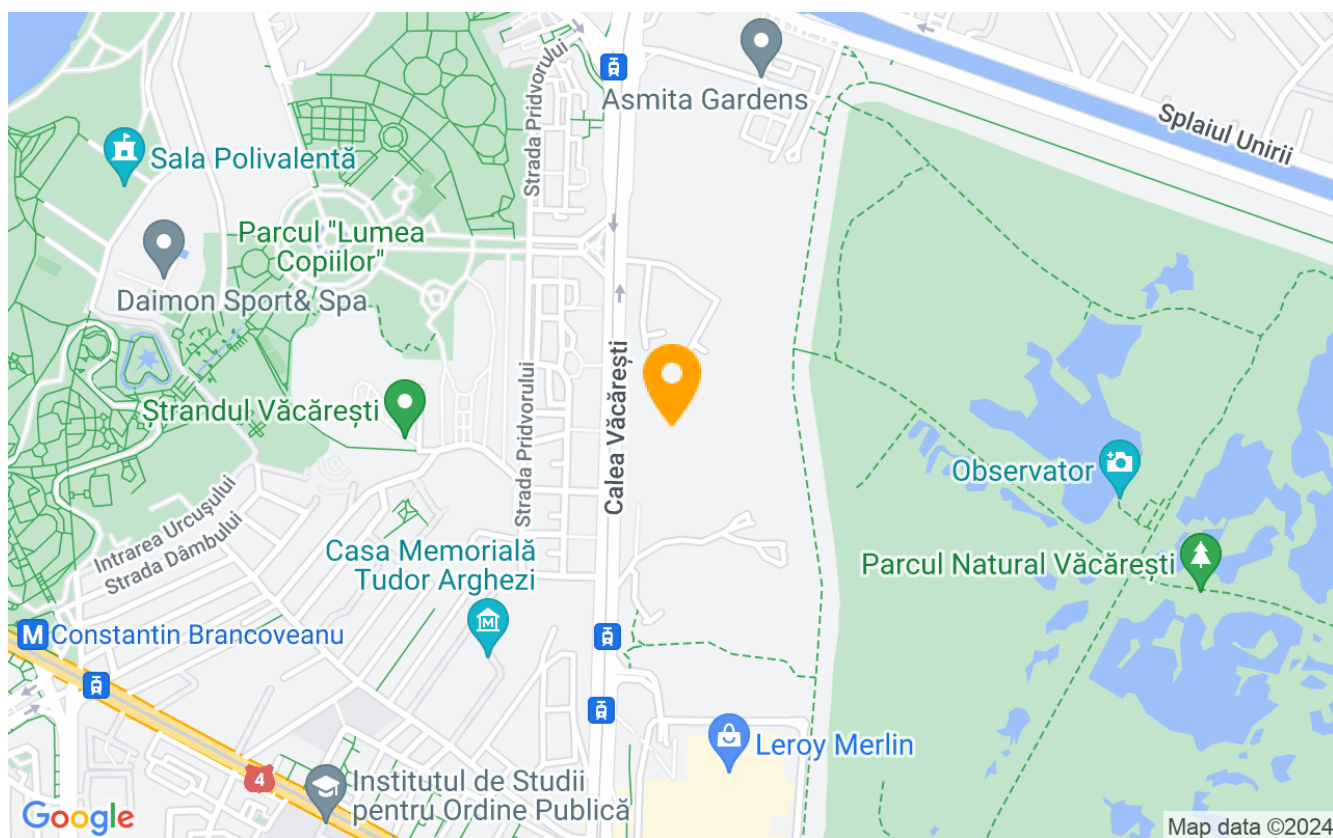 Asmita Gardens
Strada Pridvorului
Splaiul Unirii
Sala Polivalentă
Parcul "Lumea
Copiilor"
Daimon Sport& Spa
Calea Văcărești
Ștrandul Văcărești
Strada Pridvorului
Observator
Intrarea Urcușului
Strada Dâmbului
Casa Memorială
Tudor Arghezi
Parcul Natural Văcărești
M Constantin Brancoveanu
M
Leroy Merlin
4
Institutul de Studii
pentru Ordine Publică
Google
Map data ©2024